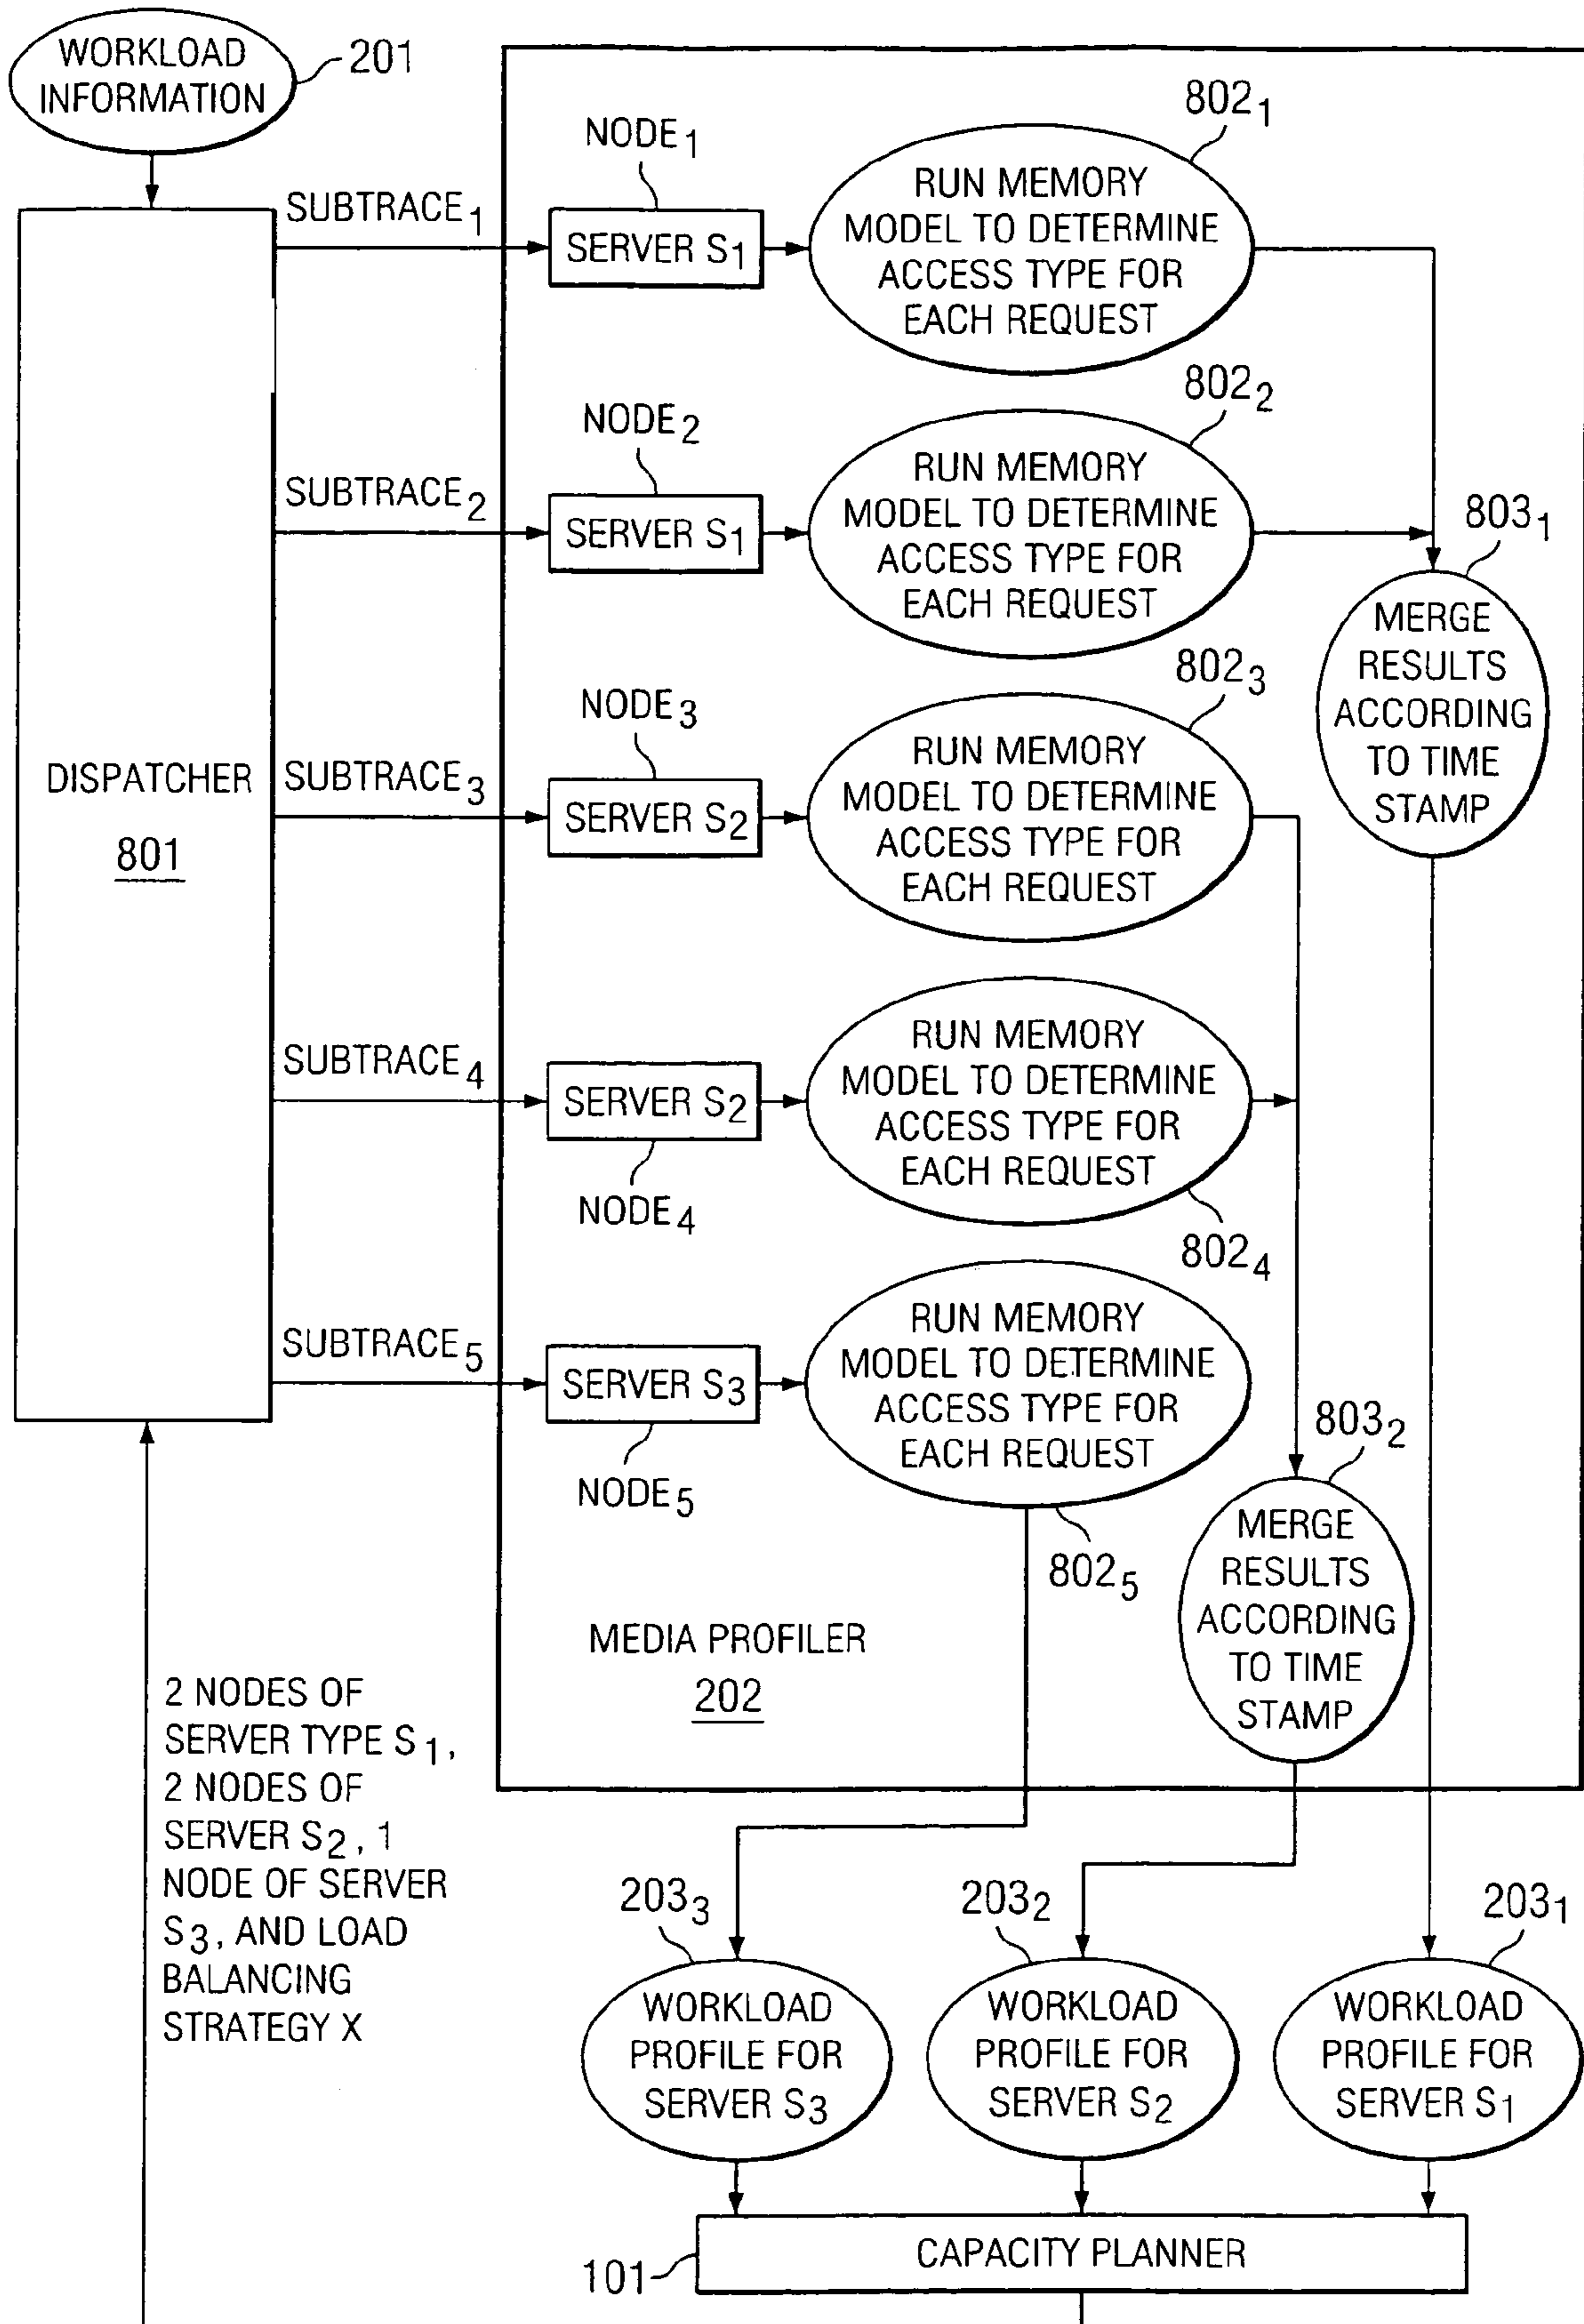 WORKLOAD
INFORMATION
201
DISPATCHER
801
SUBTRACE1
NODE1
SERVER S1
8021
RUN MEMORY
MODEL TO DETERMINE
ACCESS TYPE FOR
EACH REQUEST
SUBTRACE2
NODE2
SERVER S1
8022
RUN MEMORY
MODEL TO DETERMINE
ACCESS TYPE FOR
EACH REQUEST
8031
MERGE
RESULTS
ACCORDING
TO TIME
STAMP
SUBTRACE3
NODE3
SERVER S2
8023
RUN MEMORY
MODEL TO DETERMINE
ACCESS TYPE FOR
EACH REQUEST
SUBTRACE4
SERVER S2
NODE4
RUN MEMORY
MODEL TO DETERMINE
ACCESS TYPE FOR
EACH REQUEST
8024
SUBTRACE5
SERVER S3
NODE5
RUN MEMORY
MODEL TO DETERMINE
ACCESS TYPE FOR
EACH REQUEST
8025
8032
MERGE
RESULTS
ACCORDING
TO TIME
STAMP
MEDIA PROFILER
202
2 NODES OF
SERVER TYPE S1,
2 NODES OF
SERVER S2, 1
NODE OF SERVER
S3, AND LOAD
BALANCING
STRATEGY X
2033
WORKLOAD
PROFILE FOR
SERVER S3
2032
WORKLOAD
PROFILE FOR
SERVER S2
2031
WORKLOAD
PROFILE FOR
SERVER S1
101
CAPACITY PLANNER